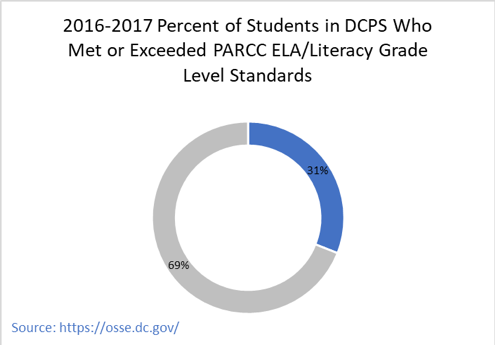 2016-2017 Percent of Students in DCPS Who
Met or Exceeded PARCC ELA/Literacy Grade
Level Standards
31%
69%
Source: https://osse.dc.gov/